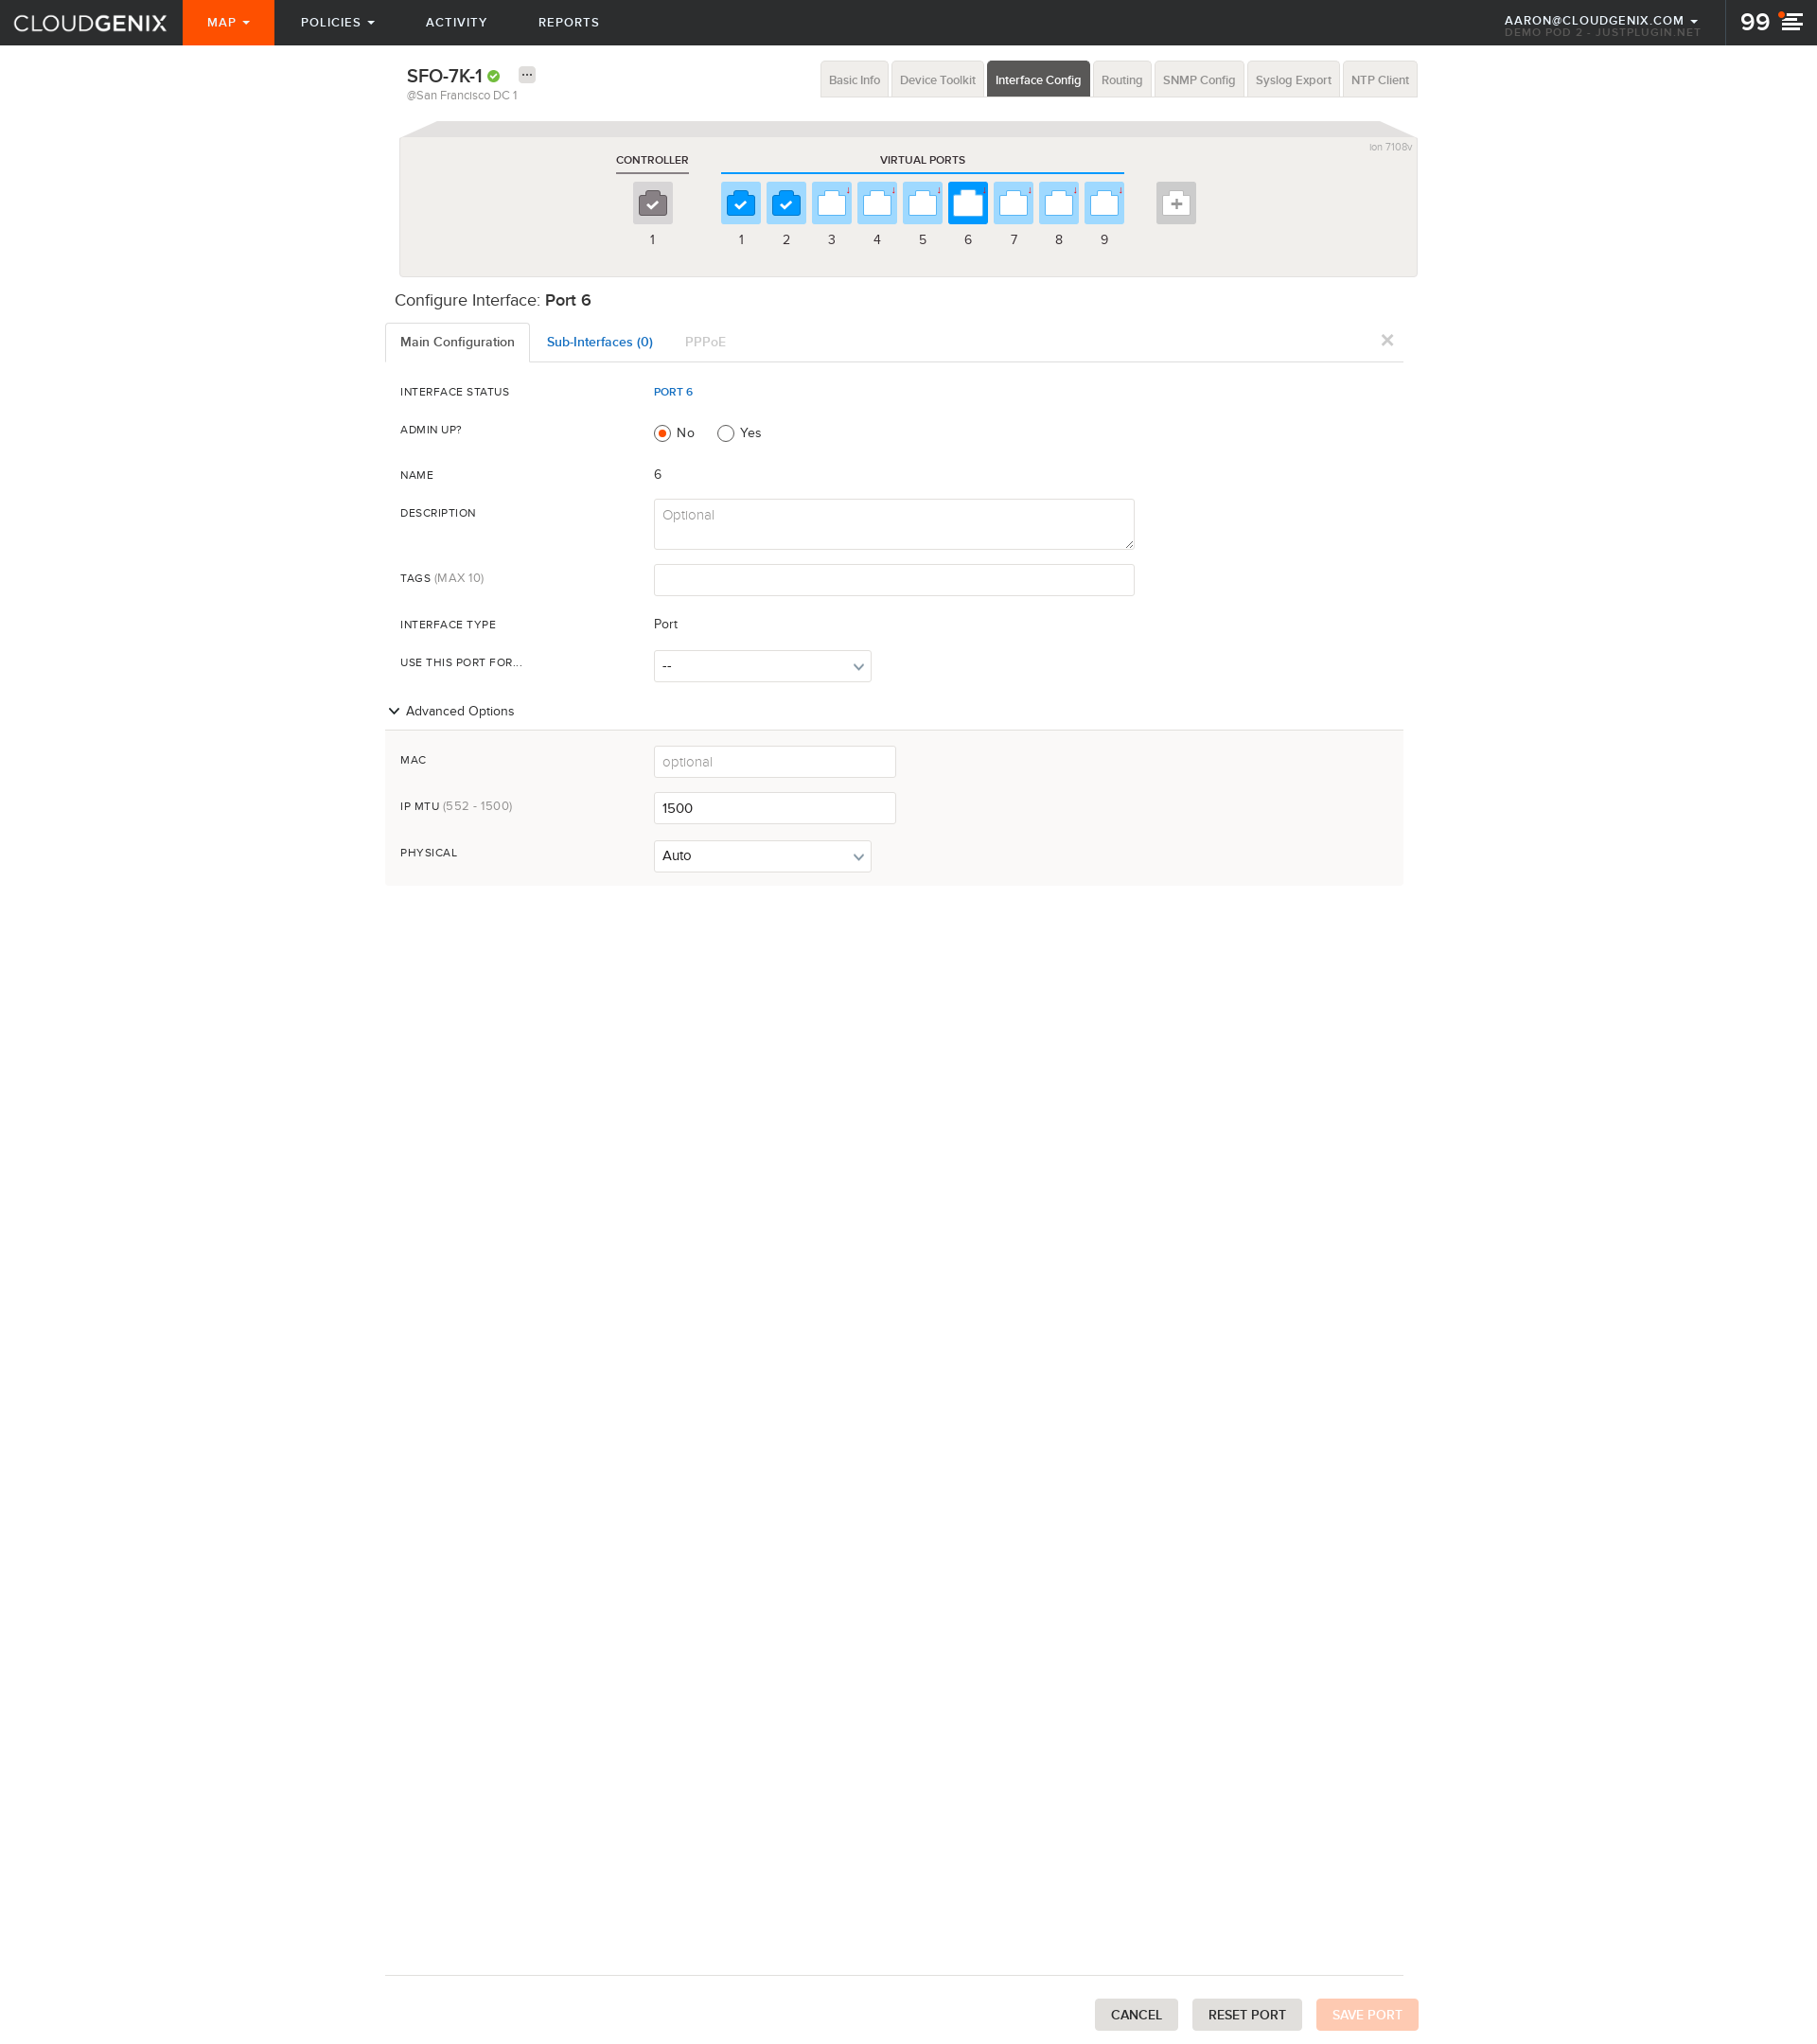 CLOUDGENIX
MAP
POLICIES
ACTIVITY
REPORTS
AARON@CLOUDGENIX.COM
DEMO POD 2 - JUSTPLUGIN.NET
99
SFO-7K-1
@San Francisco DC 1
Basic Info
Device Toolkit
Interface Config
Routing
SNMP Config
Syslog Export
NTP Client
ion 7108v
CONTROLLER
VIRTUAL PORTS
1
1 2 3 4 5 6 7 8 9
Configure Interface: Port 6
Main Configuration
Sub-Interfaces (0)
PPPoE
INTERFACE STATUS
PORT 6
ADMIN UP?
No
Yes
NAME
6
DESCRIPTION
Optional
TAGS (MAX 10)
INTERFACE TYPE
Port
USE THIS PORT FOR...
--
Advanced Options
MAC
optional
IP MTU (552 - 1500)
1500
PHYSICAL
Auto
CANCEL
RESET PORT
SAVE PORT